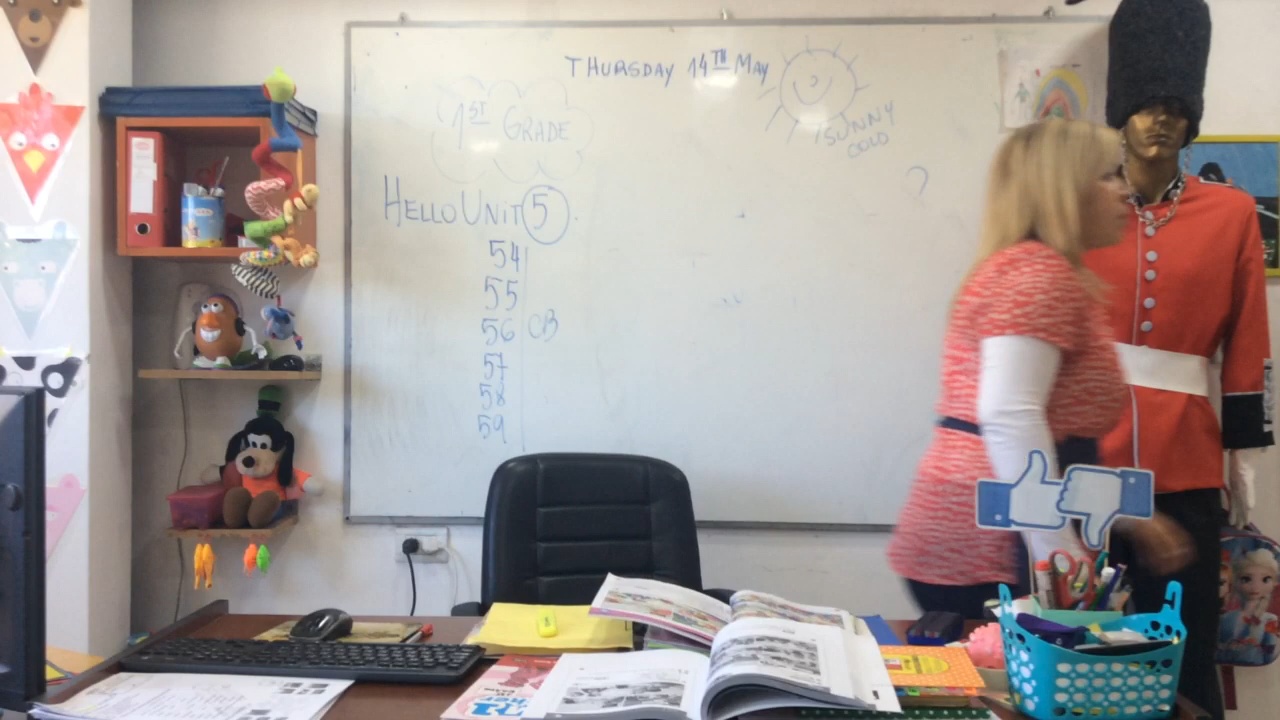 THURSDAY 14TH MAY
1ST GRADE
SUNNY
COLD
?
HELLO UNIT 5.
54
55
56 CB
57
58
59